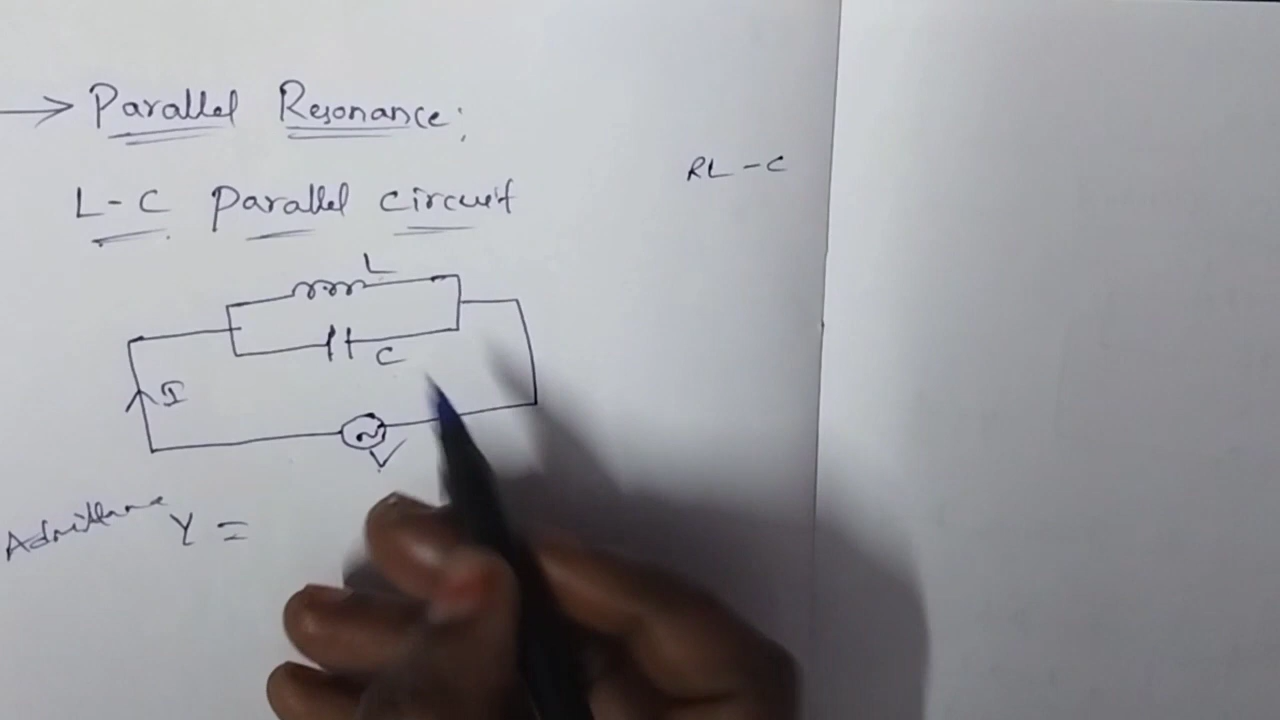 Parallel Resonance:
RL - C
L - C parallel circuit
L
C
I
V
Admittance Y =